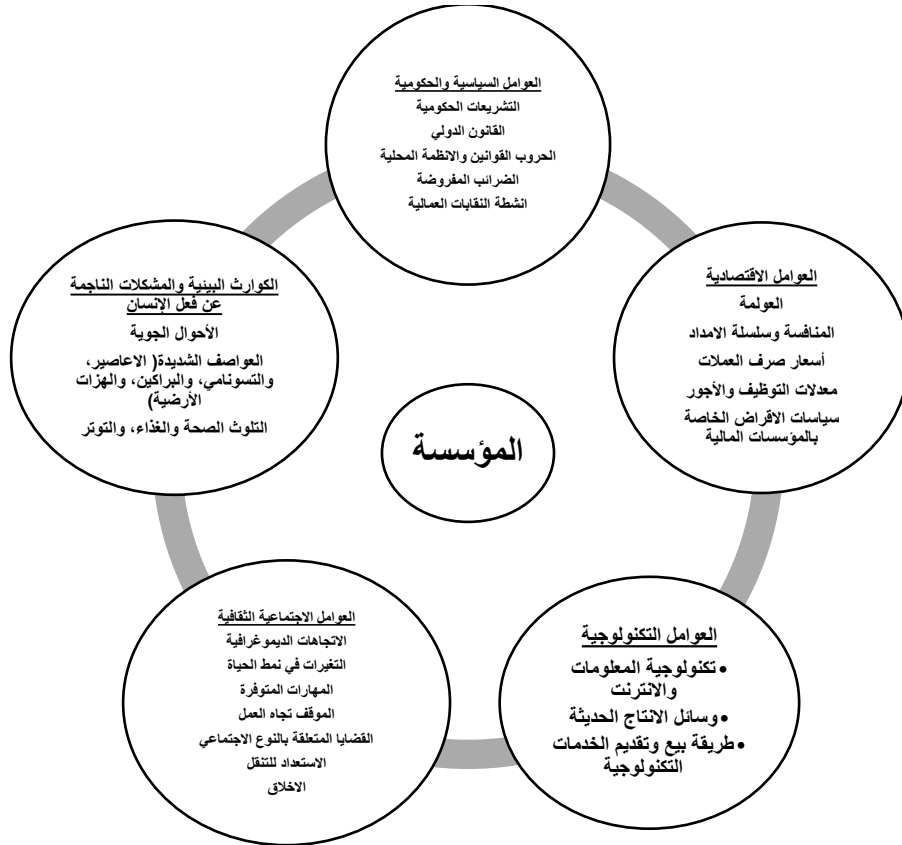 العوامل السياسية والحكومية
التشريعات الحكومية
القانون الدولي
الحروب القوانين والانظمة المحلية
الضرائب المفروضة
انشطة النقابات العمالية
العوامل الاقتصادية
العولمة
المنافسة وسلسلة الامداد
أسعار صرف العملات
معدلات التوظيف والأجور
سياسات الاقراض الخاصة
بالمؤسسات المالية
الكوارث البيئية والمشكلات الناجمة
عن فعل الإنسان
الأحوال الجوية
العواصف الشديدة( الاعاصير،
والتسونامي، والبراكين، والهزات
الأرضية)
التلوث الصحة والغذاء، والتوتر
المؤسسة
العوامل التكنولوجية
•تكنولوجية المعلومات
والانترنت
•وسائل الانتاج الحديثة
•طريقة بيع وتقديم الخدمات
التكنولوجية
العوامل الاجتماعية الثقافية
الاتجاهات الديموغرافية
التغيرات في نمط الحياة
المهارات المتوفرة
الموقف تجاه العمل
القضايا المتعلقة بالنوع الاجتماعي
الاستعداد للتنقل
الاخلاق